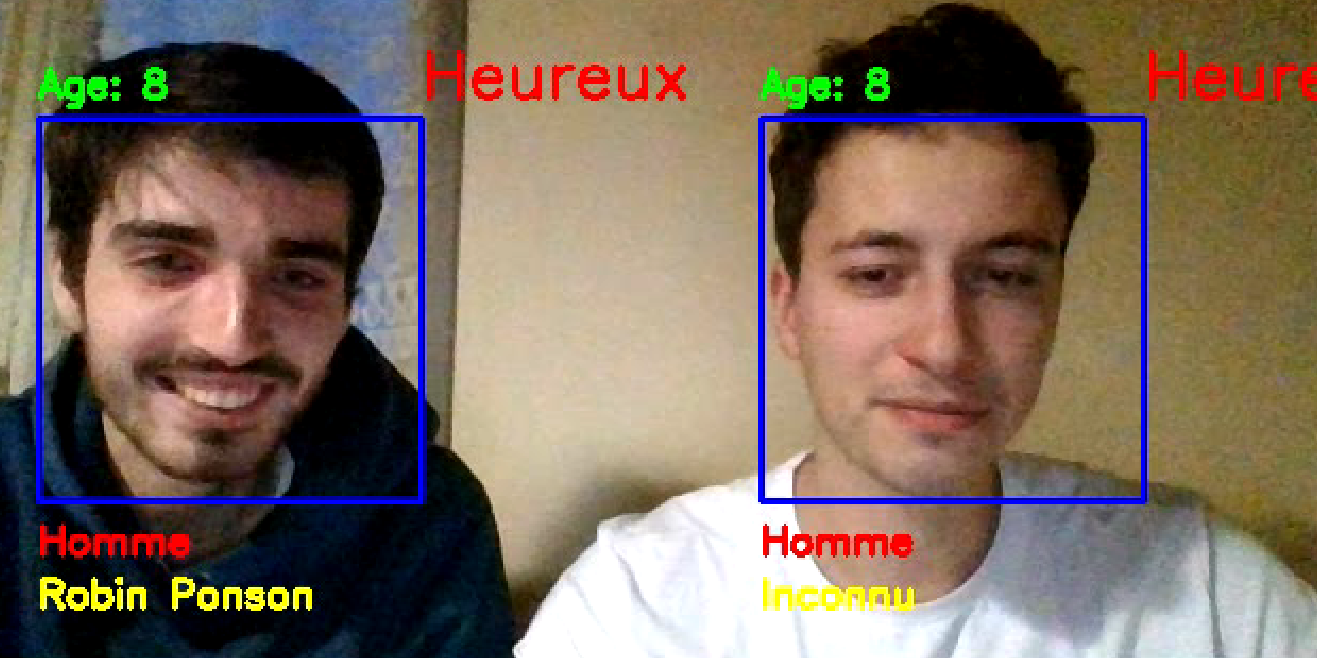 Age: 8
Heureux
Homme
Robin Ponson
Age: 8
Heure
Homme
Inconnu